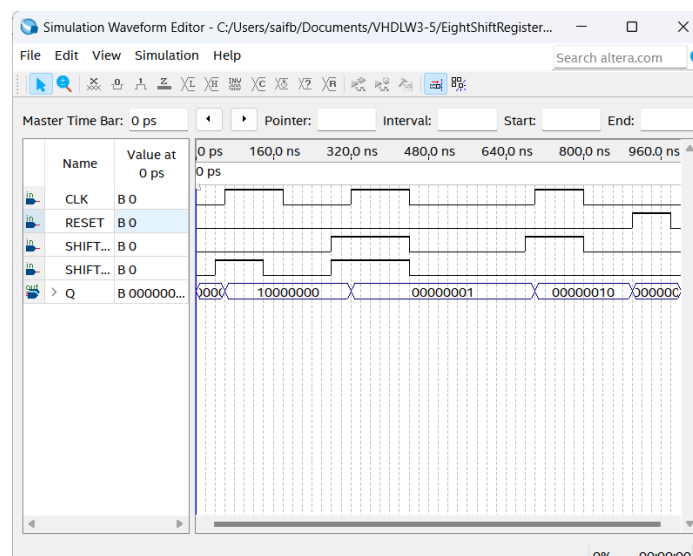 Simulation Waveform Editor - C:/Users/saifb/Documents/VHDLW3-5/EightShiftRegister...
File Edit View Simulation Help
Search altera.com
Master Time Bar: 0 ps Pointer: Interval: Start: End:
Name Value at 0 ps
0 ps 160,0 ns 320,0 ns 480,0 ns 640,0 ns 800,0 ns 960,0 ns
0 ps
CLK B 0
RESET B 0
SHIFT... B 0
SHIFT... B 0
Q B 000000... 10000000 00000001 00000010